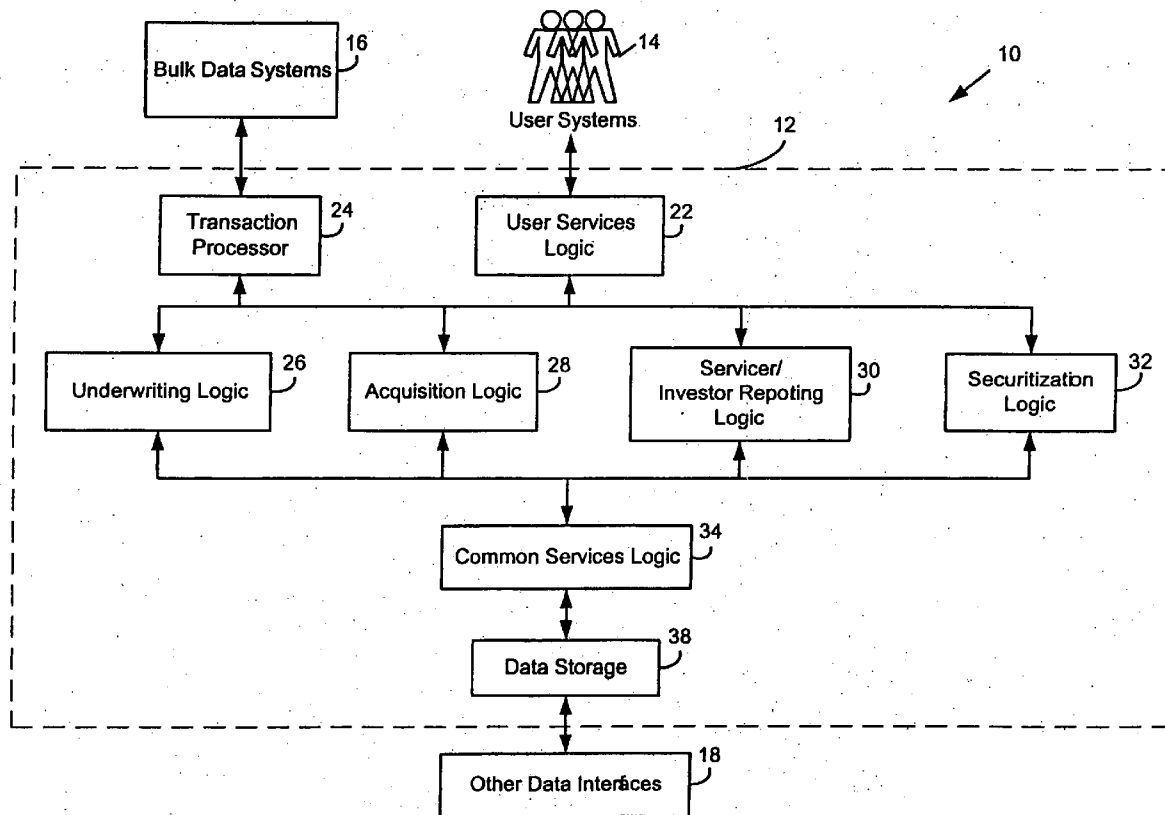 16
Bulk Data Systems
14
User Systems
10
12
Transaction
Processor
24
User Services
Logic
22
Underwriting Logic
26
Acquisition Logic
28
Servicer/
Investor Repoting
Logic
30
Securitization
Logic
32
Common Services Logic
34
Data Storage
38
Other Data Interfaces
18